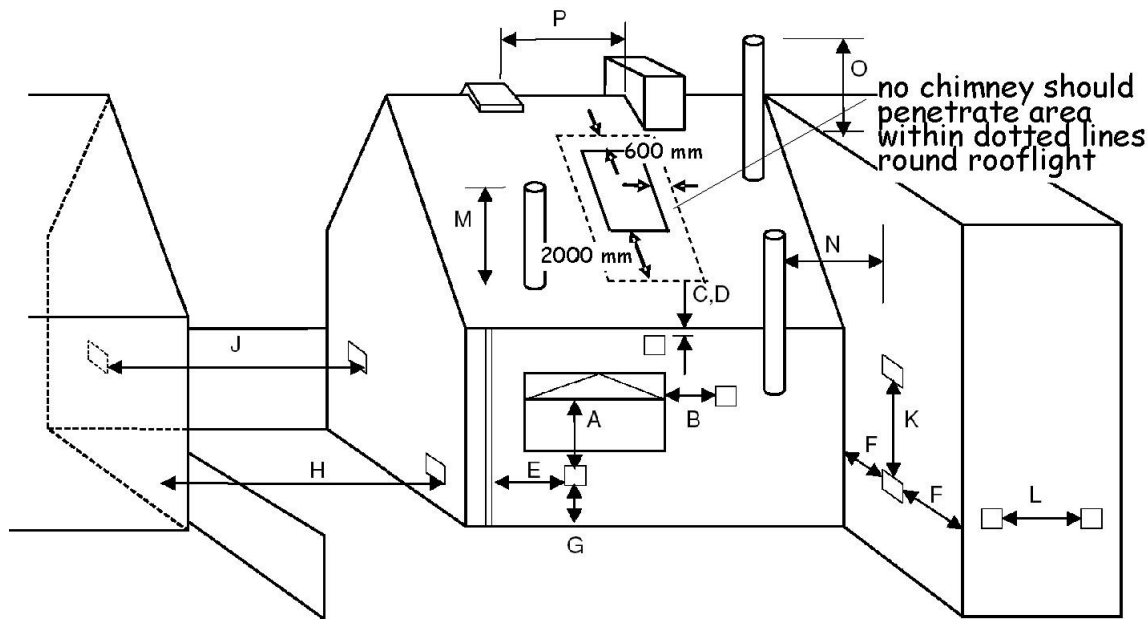 P
O
no chimney should
penetrate area
within dotted lines
round rooflight
600 mm
M
N
2000 mm
C,D
J
A
B
K
F
H
E
F
L
G